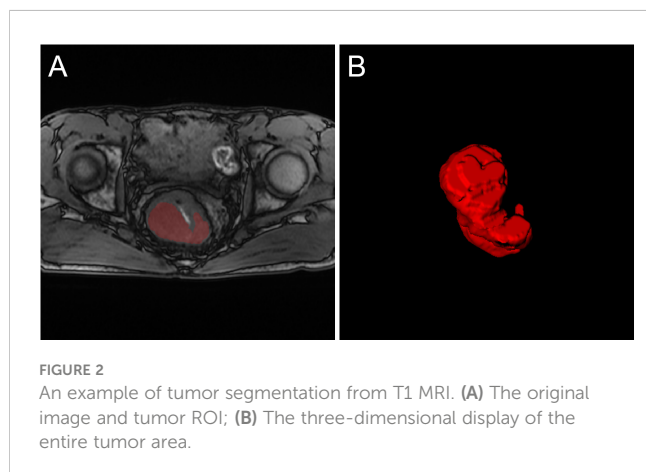 A
B
FIGURE 2
An example of tumor segmentation from T1 MRI. (A) The original
image and tumor ROI; (B) The three-dimensional display of the
entire tumor area.